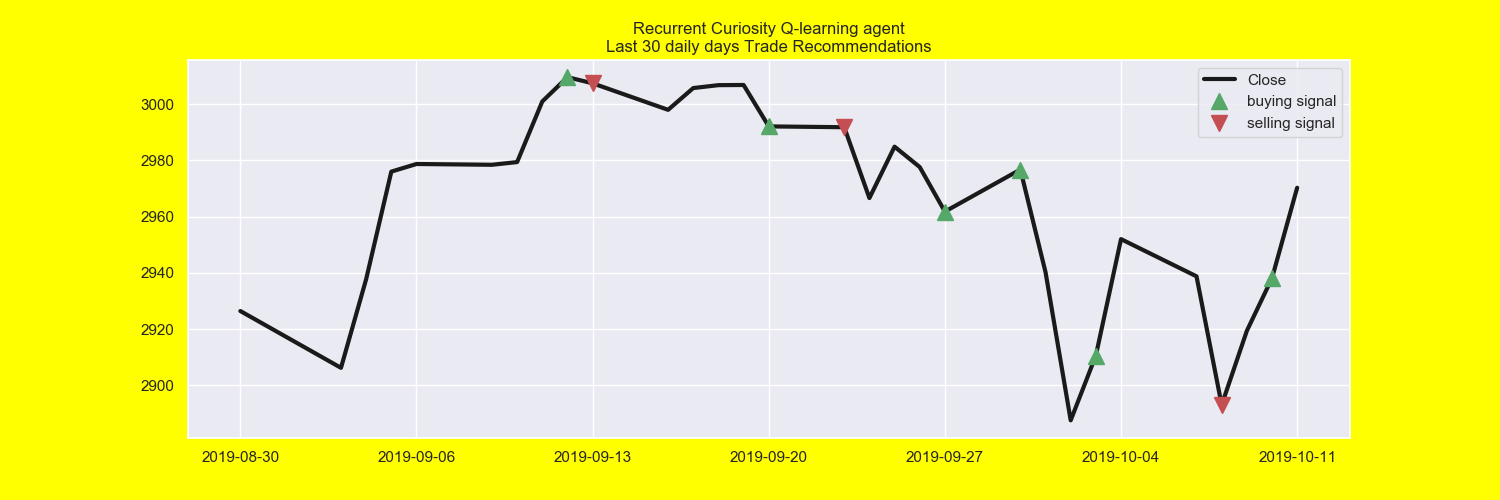 Recurrent Curiosity Q-learning agent
Last 30 daily days Trade Recommendations
Close
buying signal
selling signal
3000
2980
2960
2940
2920
2900
2019-08-30 2019-09-06 2019-09-13 2019-09-20 2019-09-27 2019-10-04 2019-10-11